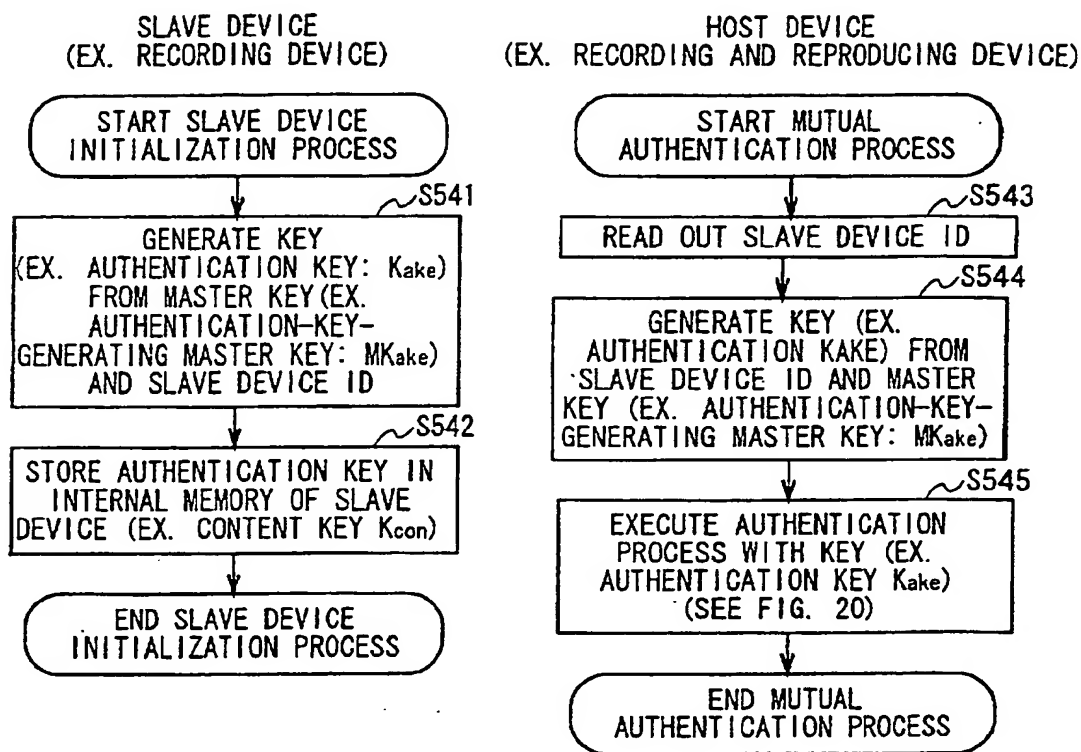 SLAVE DEVICE
(EX. RECORDING DEVICE)
START SLAVE DEVICE
INITIALIZATION PROCESS
S541
GENERATE KEY
(EX. AUTHENTICATION KEY: Kake)
FROM MASTER KEY(EX.
AUTHENTICATION-KEY-
GENERATING MASTER KEY: MKake)
AND SLAVE DEVICE ID
S542
STORE AUTHENTICATION KEY IN
INTERNAL MEMORY OF SLAVE
DEVICE (EX. CONTENT KEY Kcon)
END SLAVE DEVICE
INITIALIZATION PROCESS
HOST DEVICE
(EX. RECORDING AND REPRODUCING DEVICE)
START MUTUAL
AUTHENTICATION PROCESS
S543
READ OUT SLAVE DEVICE ID
S544
GENERATE KEY (EX.
AUTHENTICATION KAKE) FROM
SLAVE DEVICE ID AND MASTER
KEY (EX. AUTHENTICATION-KEY-
GENERATING MASTER KEY: MKake)
S545
EXECUTE AUTHENTICATION
PROCESS WITH KEY (EX.
AUTHENTICATION KEY Kake)
(SEE FIG. 20)
END MUTUAL
AUTHENTICATION PROCESS